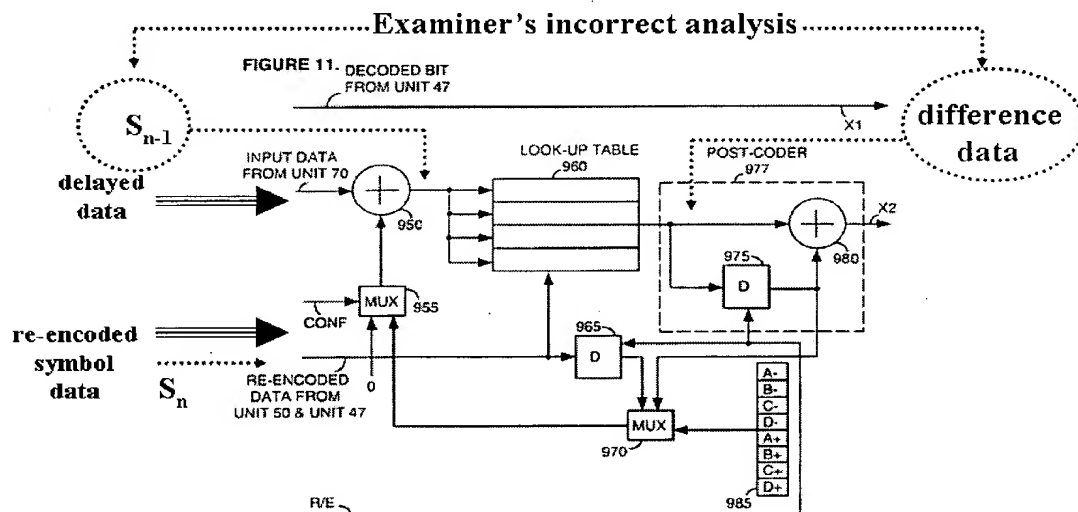 Examiner's incorrect analysis
FIGURE 11. DECODED BIT
FROM UNIT 47
S n-1
X1
difference
data
delayed
data
INPUT DATA
FROM UNIT 70
950
LOOK-UP TABLE
960
POST-CODER
977
X2
980
975
D
CONF
MUX
955
re-encoded
symbol
data
S n
0
RE-ENCODED
DATA FROM
UNIT 50 & UNIT 47
965
D
MUX
970
A-
B-
C-
D-
A+
B+
C+
D+
985
R/E